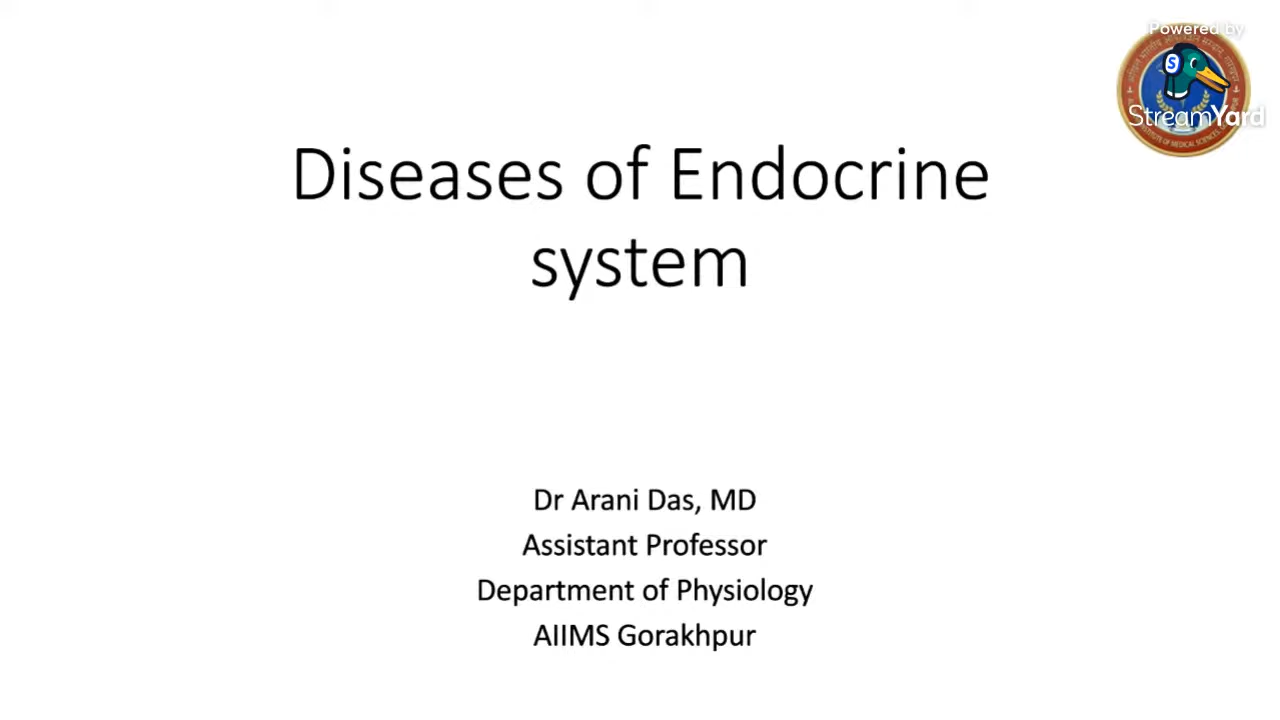 Powered by
StreamYard
Diseases of Endocrine
system
Dr Arani Das, MD
Assistant Professor
Department of Physiology
AIIMS Gorakhpur